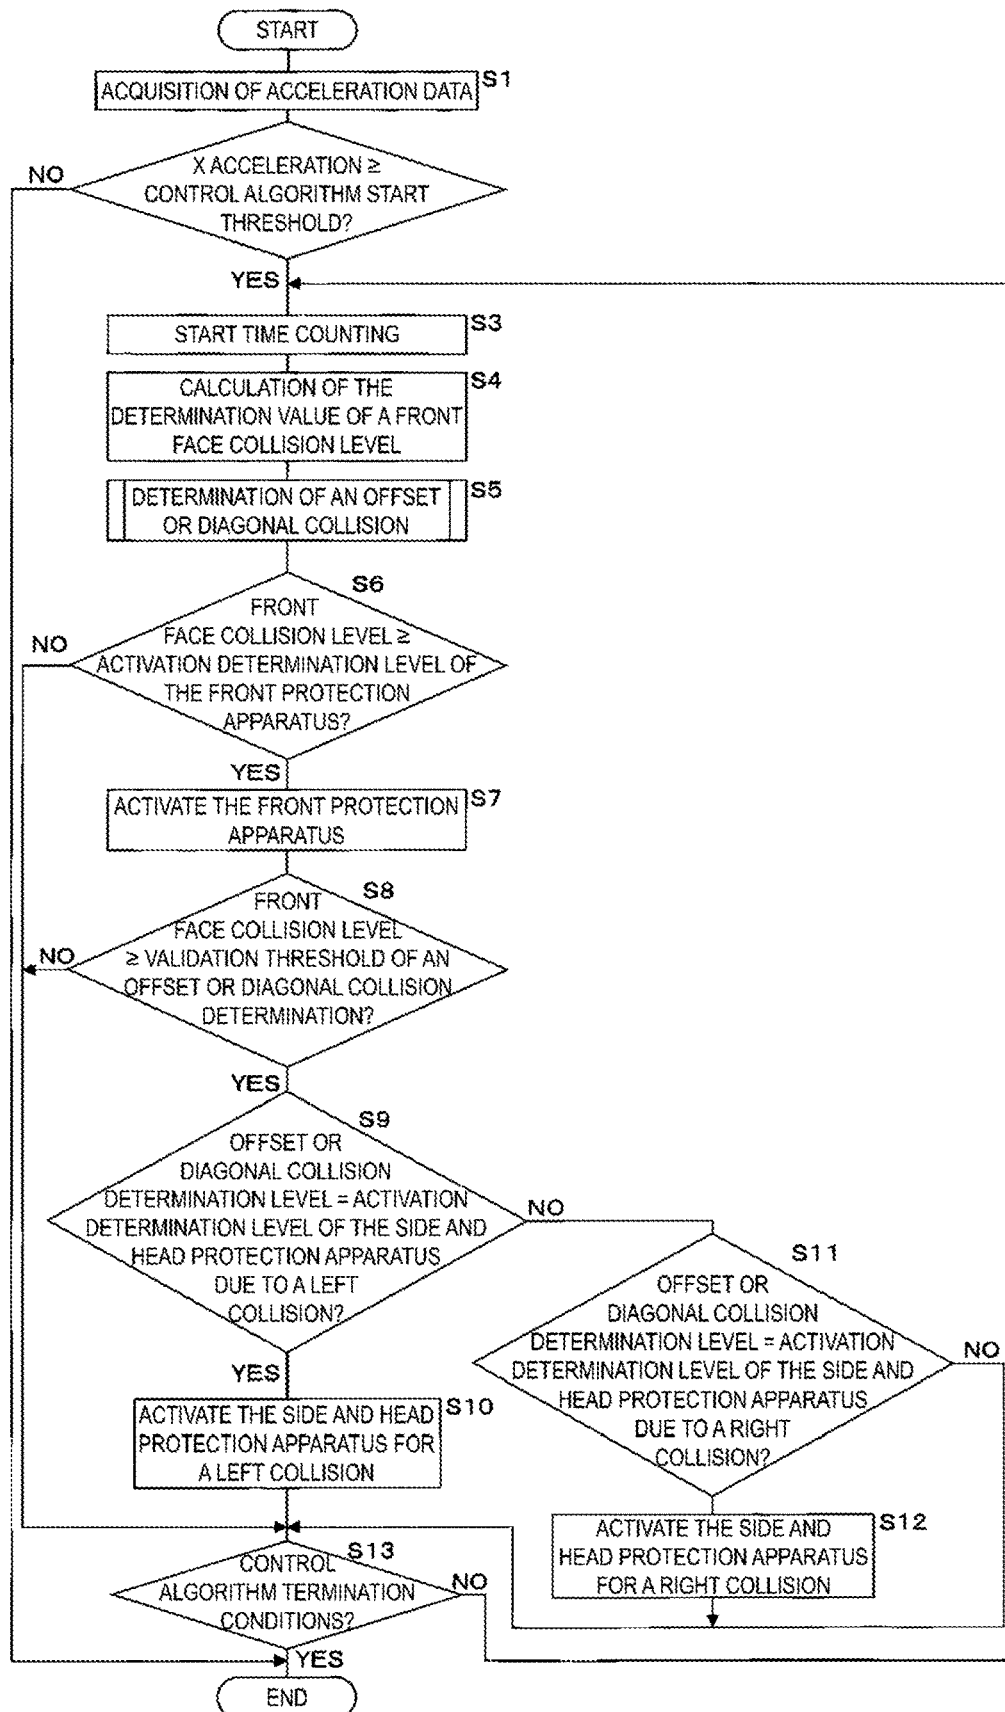 START
S1
ACQUISITION OF ACCELERATION DATA
X ACCELERATION ≥
CONTROL ALGORITHM START
THRESHOLD?
NO
YES
S3
START TIME COUNTING
S4
CALCULATION OF THE
DETERMINATION VALUE OF A FRONT
FACE COLLISION LEVEL
S5
DETERMINATION OF AN OFFSET
OR DIAGONAL COLLISION
S6
FRONT
FACE COLLISION LEVEL ≥
ACTIVATION DETERMINATION LEVEL OF
THE FRONT PROTECTION
APPARATUS?
NO
YES
S7
ACTIVATE THE FRONT PROTECTION
APPARATUS
S8
FRONT
FACE COLLISION LEVEL
≥ VALIDATION THRESHOLD OF AN
OFFSET OR DIAGONAL COLLISION
DETERMINATION?
NO
YES
S9
OFFSET OR
DIAGONAL COLLISION
DETERMINATION LEVEL = ACTIVATION
DETERMINATION LEVEL OF THE SIDE AND
HEAD PROTECTION APPARATUS
DUE TO A LEFT
COLLISION?
NO
YES
S10
ACTIVATE THE SIDE AND HEAD
PROTECTION APPARATUS FOR
A LEFT COLLISION
S11
OFFSET OR
DIAGONAL COLLISION
DETERMINATION LEVEL = ACTIVATION
DETERMINATION LEVEL OF THE SIDE AND
HEAD PROTECTION APPARATUS
DUE TO A RIGHT
COLLISION?
NO
S12
ACTIVATE THE SIDE AND
HEAD PROTECTION APPARATUS
FOR A RIGHT COLLISION
S13
CONTROL
ALGORITHM TERMINATION
CONDITIONS?
NO
YES
END